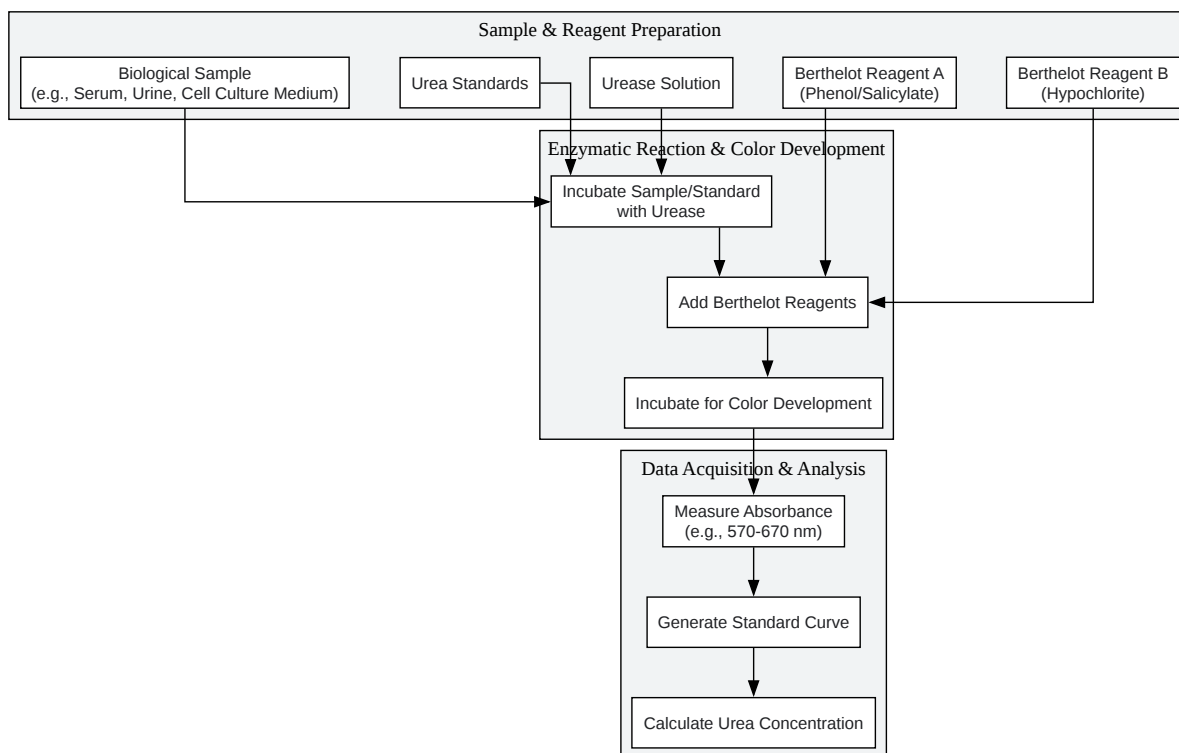 Sample & Reagent Preparation
Biological Sample
(e.g., Serum, Urine, Cell Culture Medium)
Urea Standards
Urease Solution
Berthelot Reagent A
(Phenol/Salicylate)
Berthelot Reagent B
(Hypochlorite)
Enzymatic Reaction & Color Development
Incubate Sample/Standard
with Urease
Add Berthelot Reagents
Incubate for Color Development
Data Acquisition & Analysis
Measure Absorbance
(e.g., 570-670 nm)
Generate Standard Curve
Calculate Urea Concentration